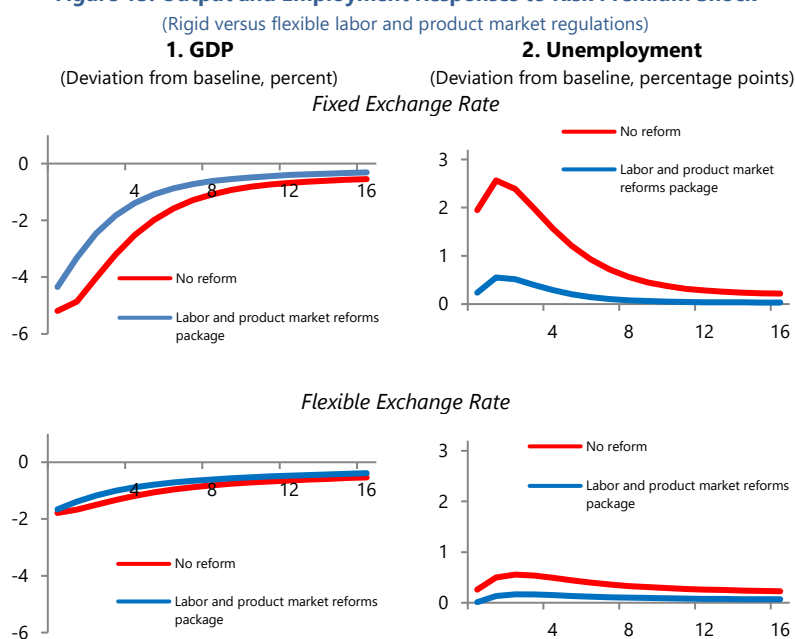 (Rigid versus flexible labor and product market regulations)
1. GDP
(Deviation from baseline, percent)
2. Unemployment
(Deviation from baseline, percentage points)
Fixed Exchange Rate
0
-2
-4
-6
4
8
12
16
No reform
Labor and product market reforms
package
3
2
1
0
4
8
12
16
No reform
Labor and product market
reforms package
Flexible Exchange Rate
0
-2
-4
-6
4
8
12
16
No reform
Labor and product market reforms
package
3
2
1
0
4
8
12
16
No reform
Labor and product market reforms
package